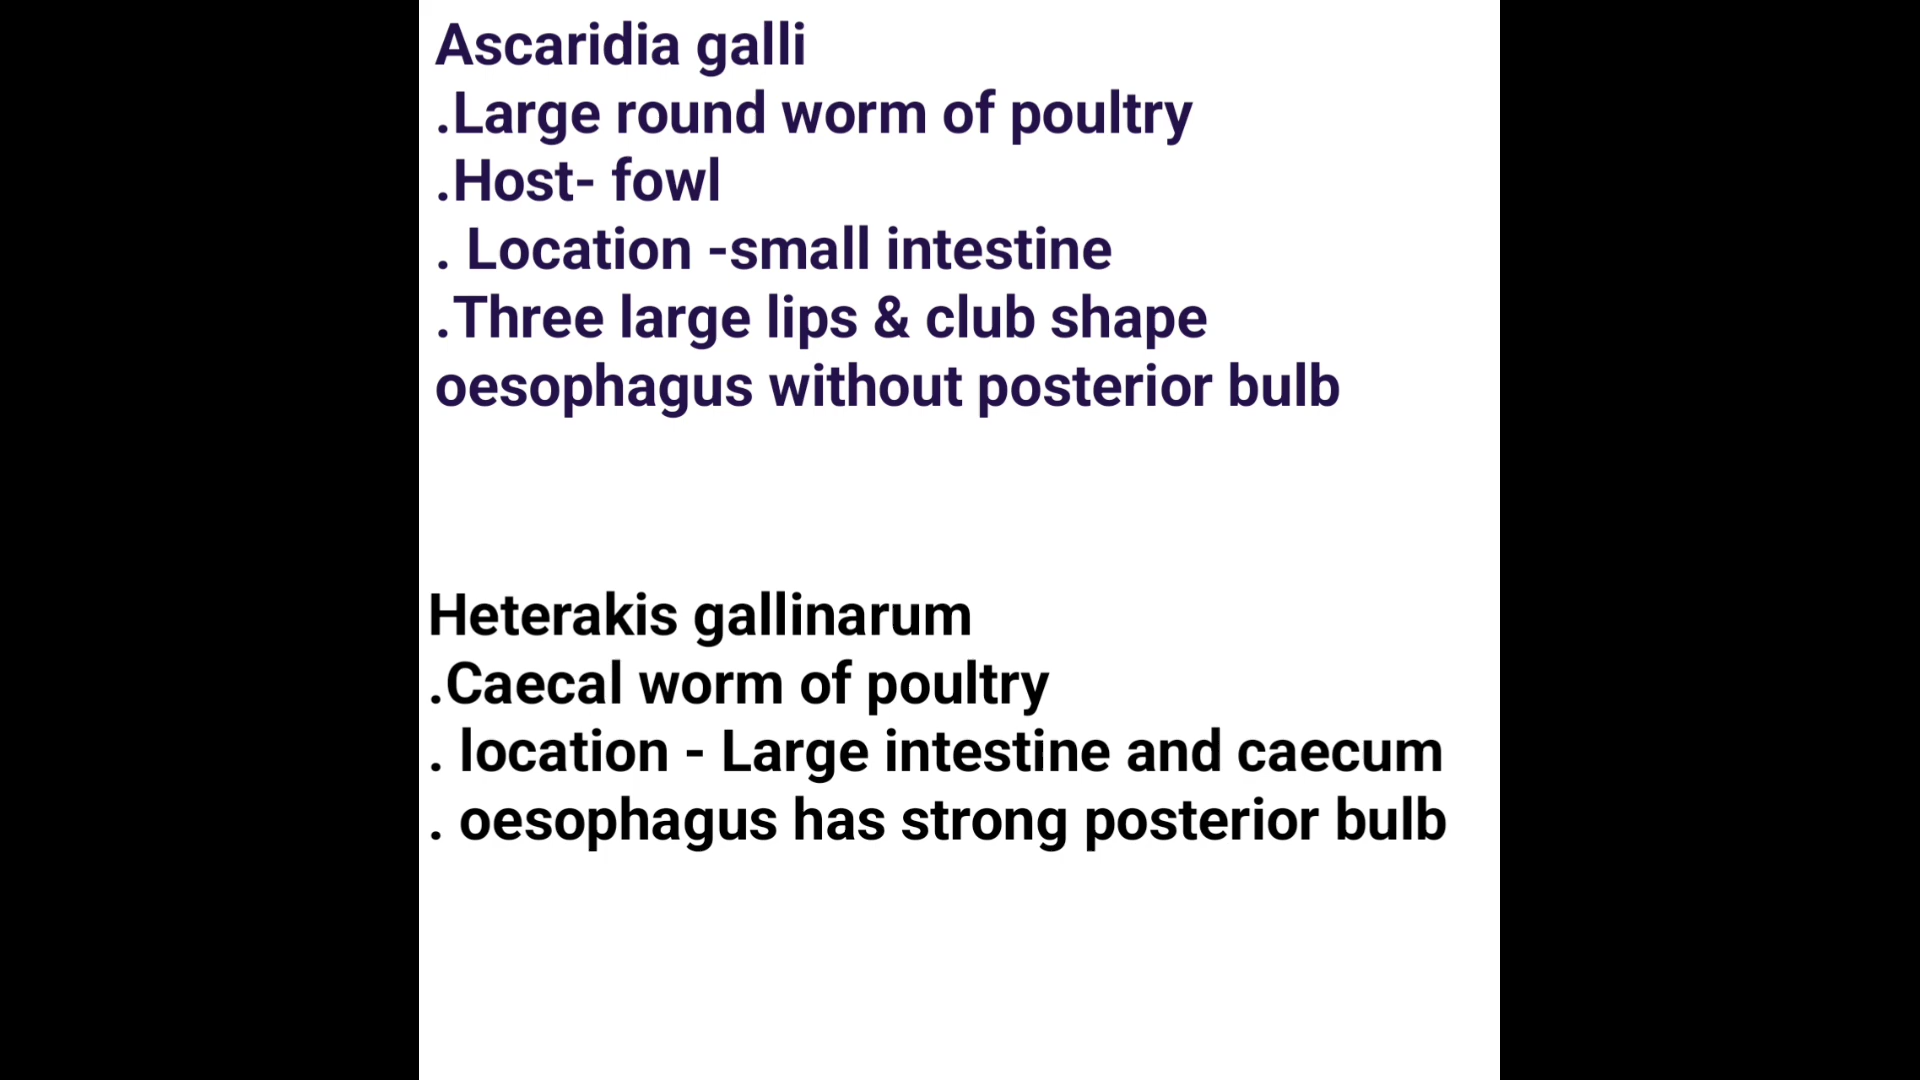 Ascaridia galli
.Large round worm of poultry
.Host- fowl
. Location -small intestine
.Three large lips & club shape
oesophagus without posterior bulb
Heterakis gallinarum
.Caecal worm of poultry
. location - Large intestine and caecum
. oesophagus has strong posterior bulb